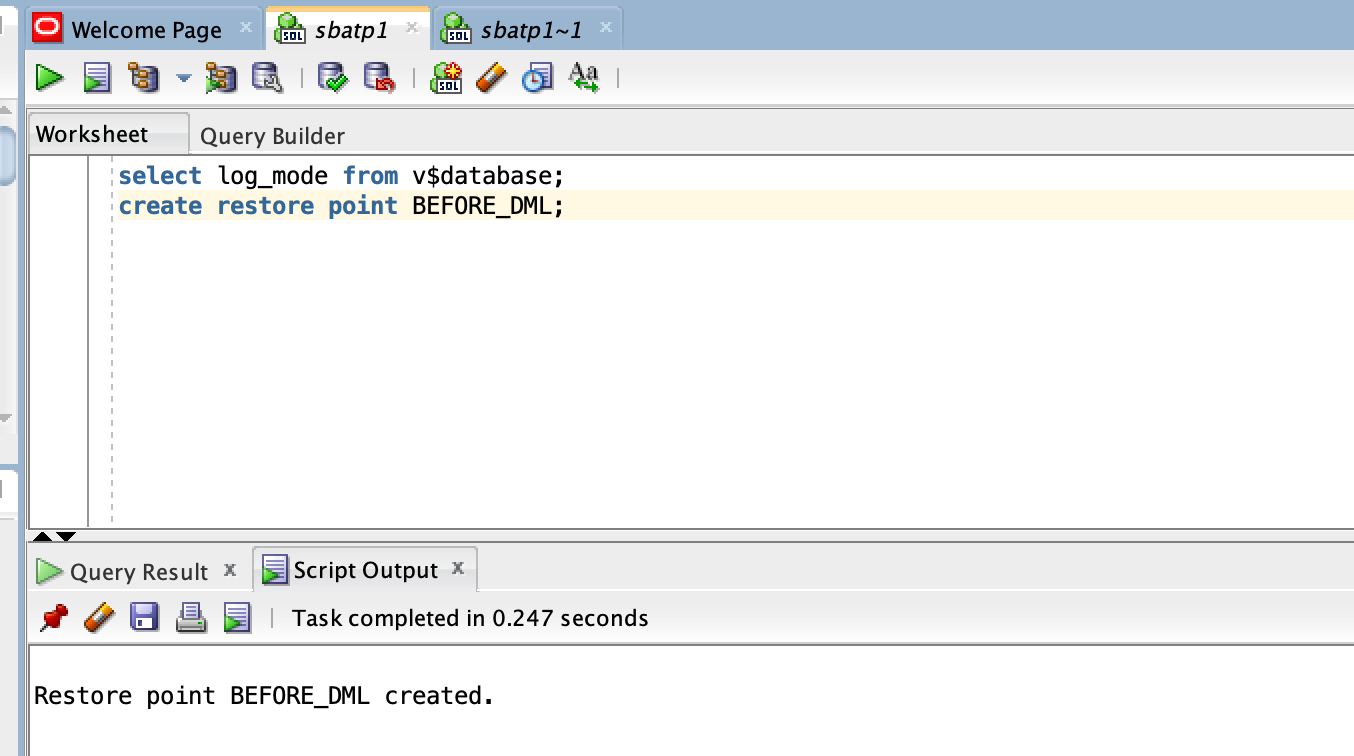 Welcome Page
sbatp1
sbatp1~1
Worksheet
Query Builder
select log_mode from v$database;
create restore point BEFORE_DML;
Query Result
Script Output
Task completed in 0.247 seconds
Restore point BEFORE_DML created.